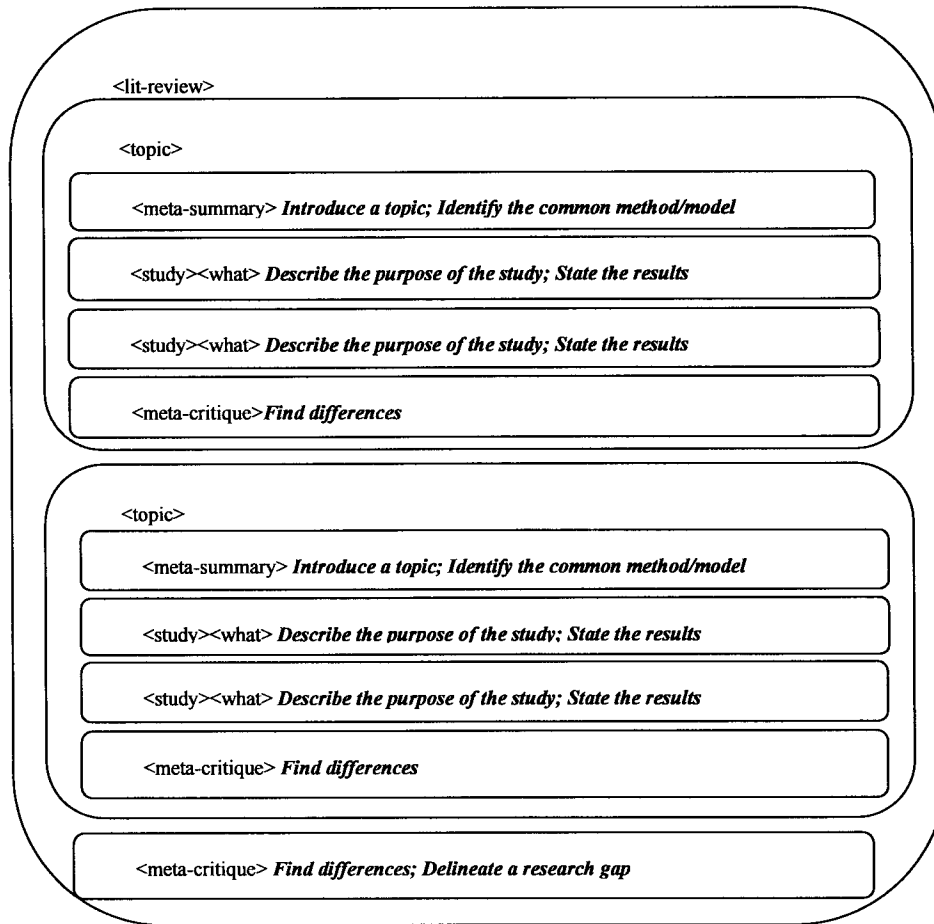 <lit-review>
<topic>
<meta-summary> Introduce a topic; Identify the common method/model
<study><what> Describe the purpose of the study; State the results
<study><what> Describe the purpose of the study; State the results
<meta-critique>Find differences
<topic>
<meta-summary> Introduce a topic; Identify the common method/model
<study><what> Describe the purpose of the study; State the results
<study><what> Describe the purpose of the study; State the results
<meta-critique> Find differences
<meta-critique> Find differences; Delineate a research gap